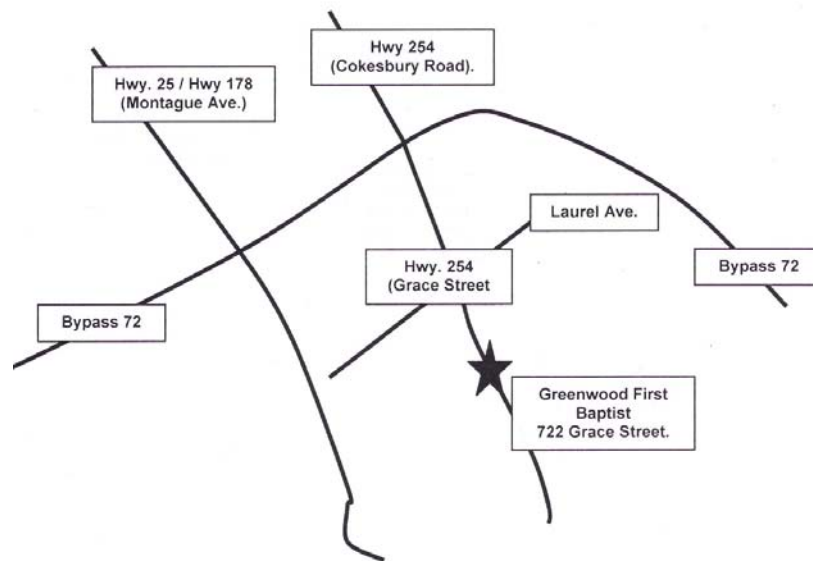 Hwy 254
(Cokesbury Road).
Hwy. 25 / Hwy 178
(Montague Ave.)
Laurel Ave.
Hwy. 254
(Grace Street
Bypass 72
Bypass 72
Greenwood First
Baptist
722 Grace Street.